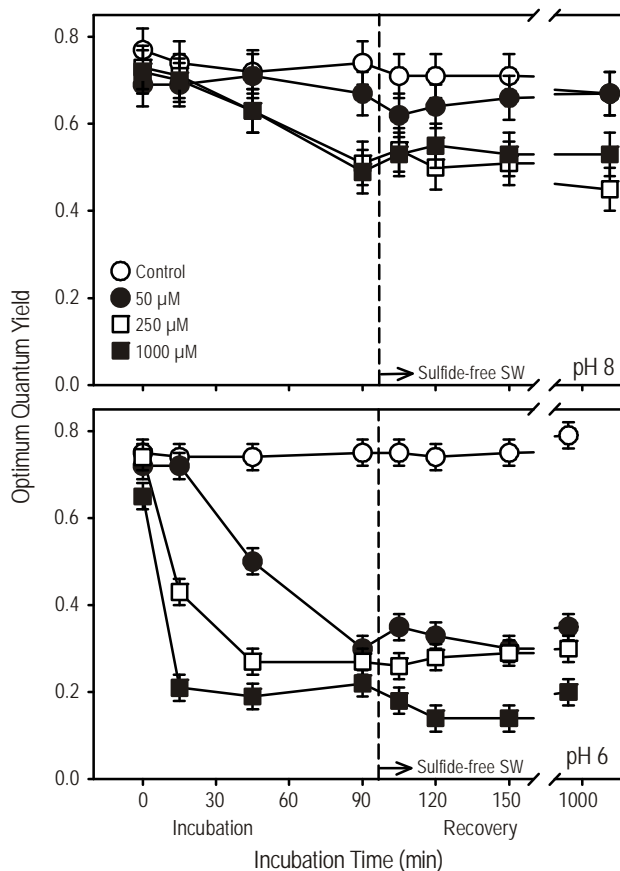 0.8
0.6
0.4
0.2
0.0
Control
50 µM
250 µM
1000 µM
Sulfide-free SW
pH 8
Optimum Quantum Yield
0.8
0.6
0.4
0.2
0.0
Sulfide-free SW
pH 6
0 30 60 90 120 150 1000
Incubation Recovery
Incubation Time (min)